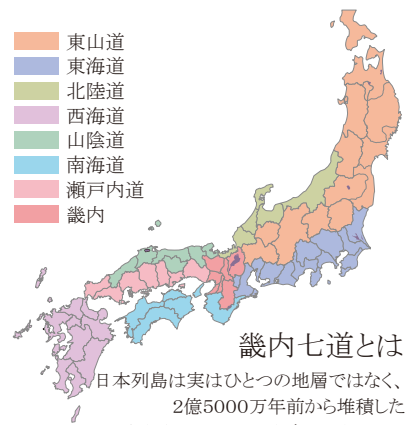 東山道
東海道
北陸道
西海道
山陰道
南海道
瀬戸内道
畿内
畿内七道とは
日本列島は実はひとつの地層ではなく、
2億5000万年前から堆積した